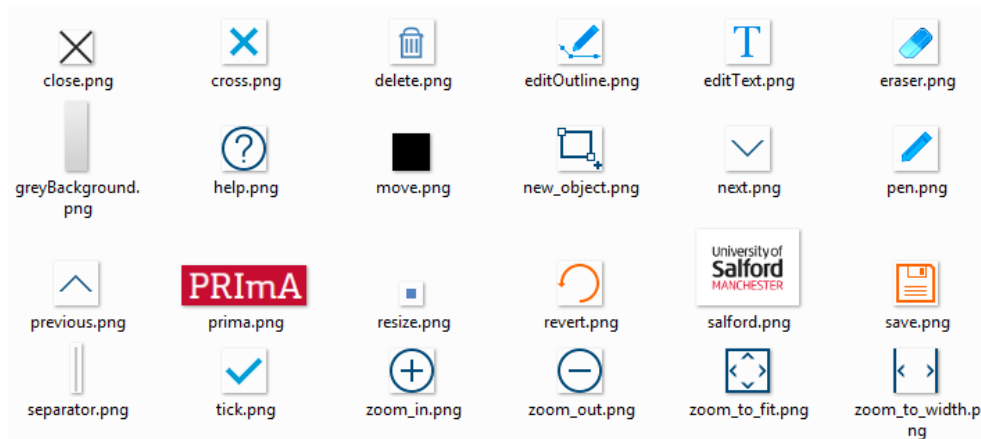 close.png
cross.png
delete.png
editOutline.png
T
editText.png
eraser.png
greyBackground.
png
?
help.png
move.png
new_object.png
next.png
pen.png
previous.png
PRImA
prima.png
resize.png
revert.png
University of
Salford
MANCHESTER
salford.png
save.png
separator.png
tick.png
zoom_in.png
zoom_out.png
zoom_to_fit.png
zoom_to_width.p
ng